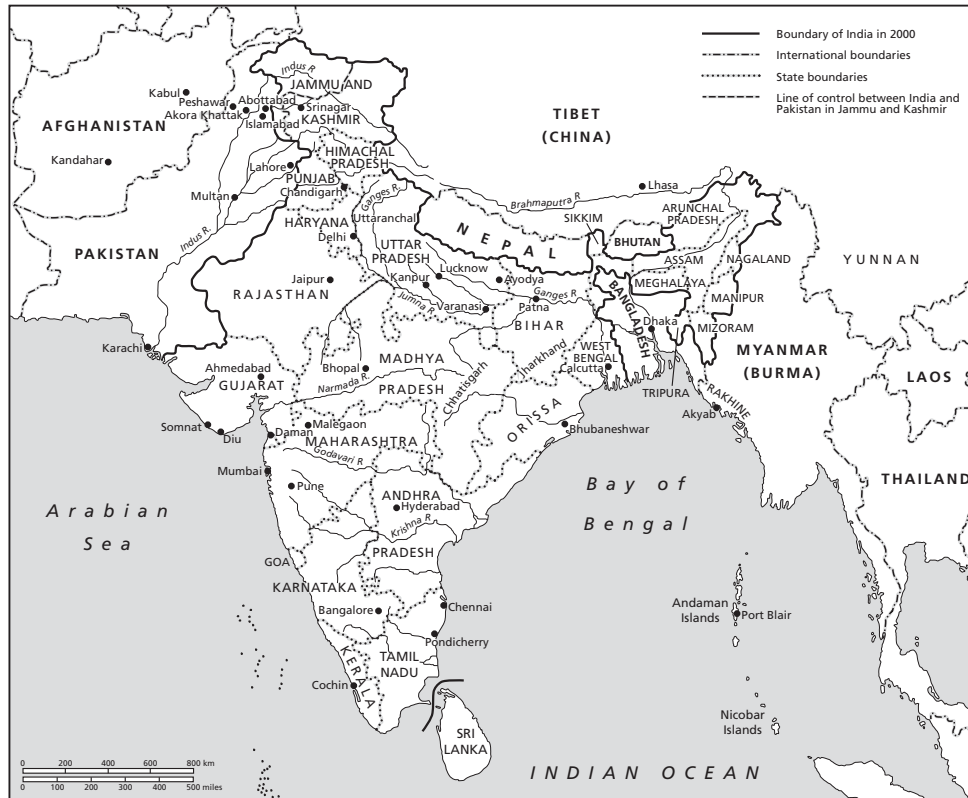 Boundary of India in 2000
International boundaries
State boundaries
Line of control between India and
Pakistan in Jammu and Kashmir
Indus R.
JAMMU AND
KASHMIR
Kabul
Peshawar
Abottabad
Akora Khattak
Srinagar
Islamabad
AFGHANISTAN
TIBET
(CHINA)
Kandahar
HIMACHAL
PRADESH
Lahore
PUNJAB
Chandigarh
Multan
Ganges R.
Lhasa
Brahmaputra R
ARUNCHAL
PRADESH
SIKKIM
HARYANA
Uttaranchal
Delhi
Indus R.
NEPAL
BHUTAN
PAKISTAN
UTTAR
PRADESH
ASSAM
NAGALAND
YUNNAN
Lucknow
Ayodya
Jaipur
Kanpur
MEGHALAYA
RAJASTHAN
Jumna R
Varanasi
Ganges R.
Patna
BANGLADESH
MANIPUR
BIHAR
Dhaka
MIZORAM
Karachi
MADHYA
PRADESH
Jharkhand
WEST
BENGAL
Calcutta
MYANMAR
(BURMA)
Ahmedabad
Bhopal
GUJARAT
Narmada R.
Chhatisgarh
LAOS
TRIPURA
RAKHINE
Akyab
ORISSA
Somnat
Diu
Daman
Malegaon
MAHARASHTRA
Bhubaneshwar
Godavari R
Mumbai
THAILAND
Pune
ANDHRA
PRADESH
Hyderabad
Bay of
Bengal
Arabian
Sea
Krishna R
GOA
KARNATAKA
Bangalore
Chennai
Andaman
Islands
Port Blair
Pondicherry
TAMIL
NADU
KERALA
Cochin
Nicobar
Islands
SRI
LANKA
0 200 400 600 800 km
0 100 200 300 400 500 miles
INDIAN OCEAN